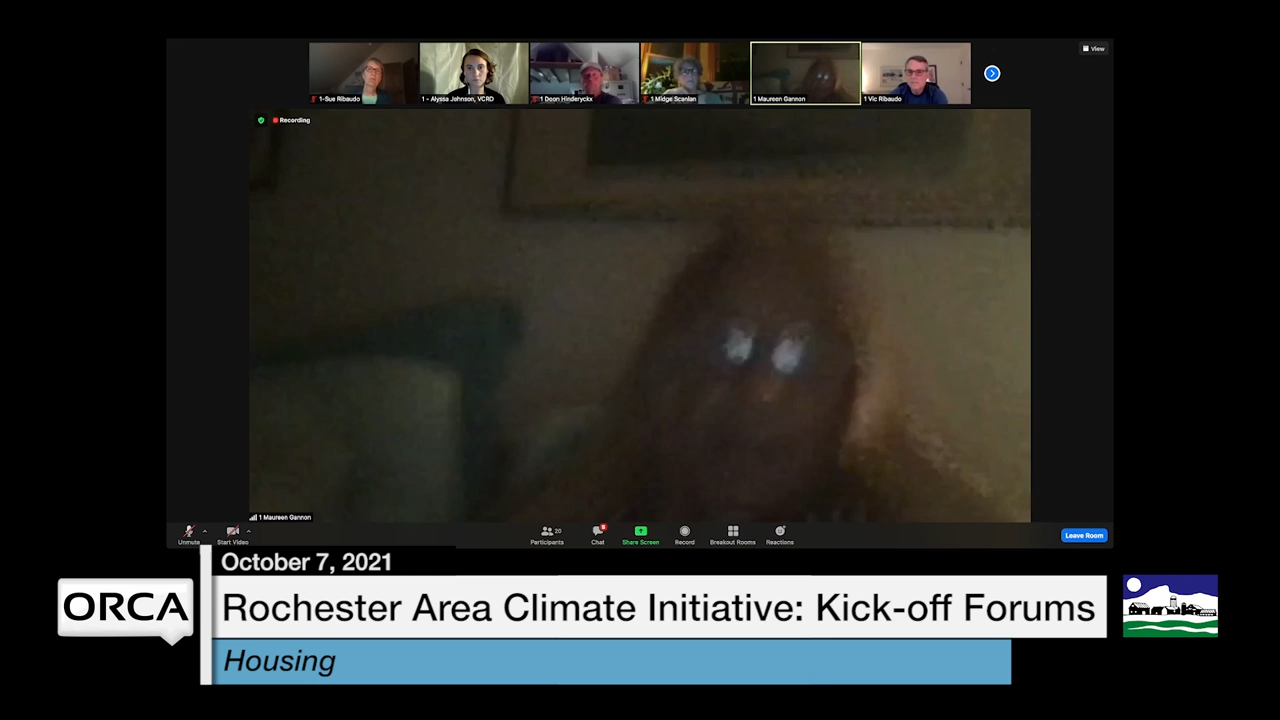 View
1-Sue Ribaudo
1 - Alyssa Johnson, VCRD
1 Doon Hinderyckx
1 Midge Scanlan
1 Maureen Gannon
1 Vic Ribaudo
Recording
1 Maureen Gannon
Unmute
Start Video
Participants
20
Chat
Share Screen
Record
Breakout Rooms
Reactions
Leave Room
October 7, 2021
ORCA
Rochester Area Climate Initiative: Kick-off Forums
Housing